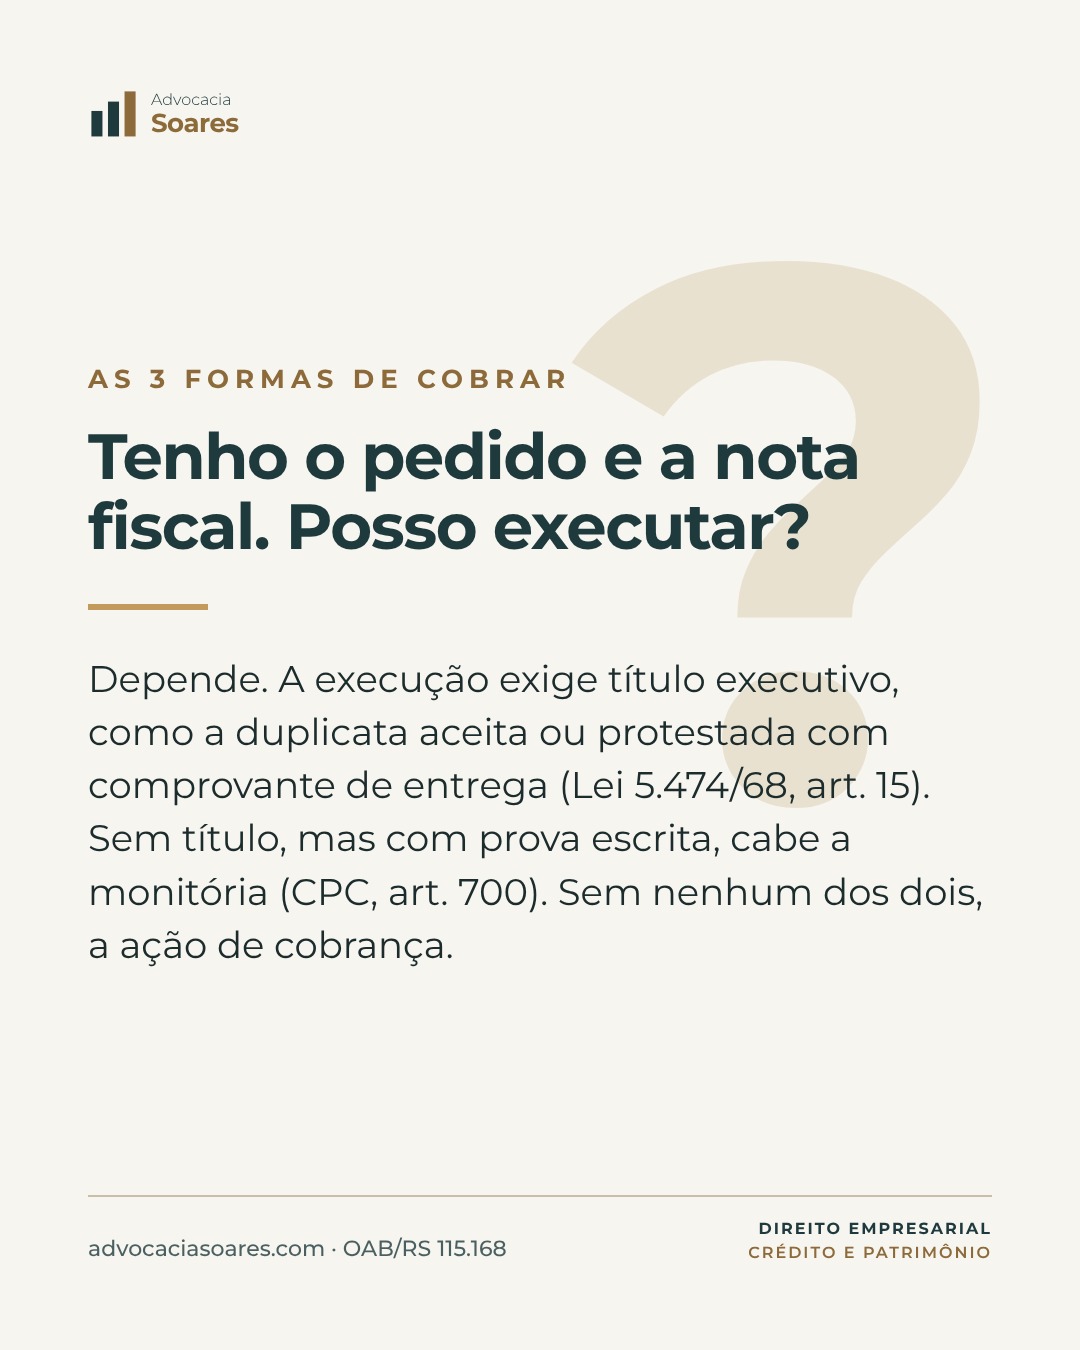 Advocacia
Soares
AS 3 FORMAS DE COBRAR
Tenho o pedido e a nota
fiscal. Posso executar?
Depende. A execução exige título executivo,
como a duplicata aceita ou protestada com
comprovante de entrega (Lei 5.474/68, art. 15).
Sem título, mas com prova escrita, cabe a
monitória (CPC, art. 700). Sem nenhum dos dois,
a ação de cobrança.
advocaciasoares.com · OAB/RS 115.168
DIREITO EMPRESARIAL
CRÉDITO E PATRIMÔNIO